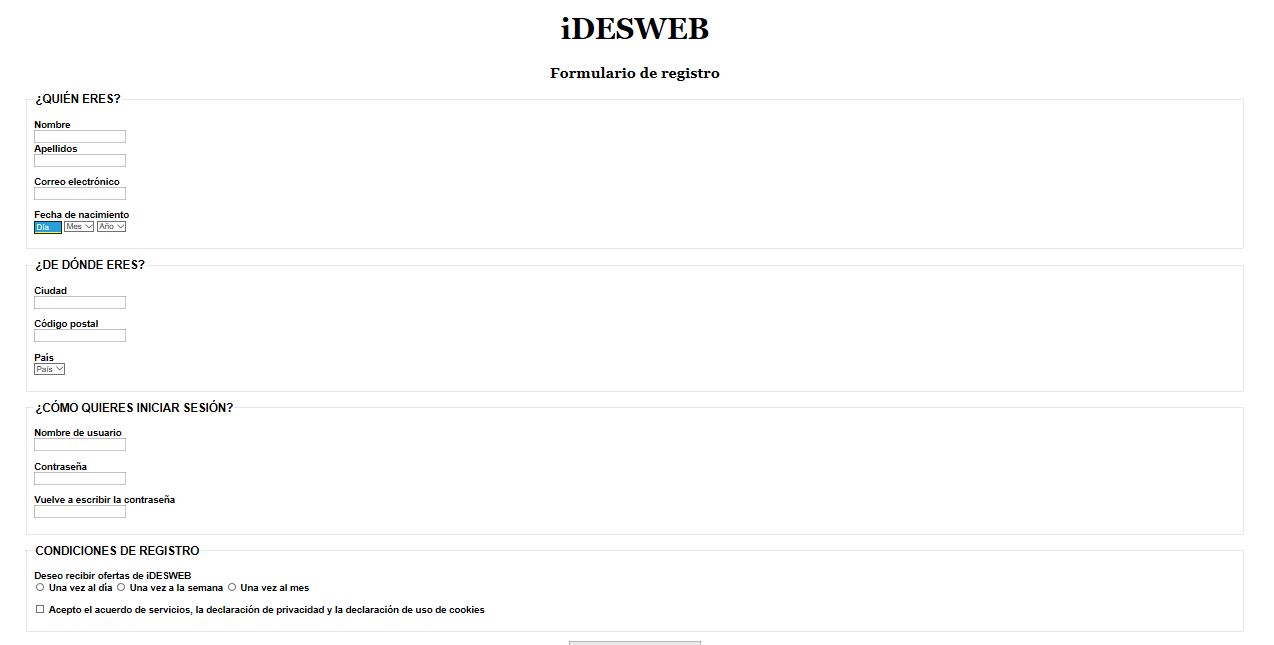 iDESWEB
Formulario de registro
¿QUIÉN ERES?
Nombre
Apellidos
Correo electrónico
Fecha de nacimiento
Día Mes Año
¿DE DÓNDE ERES?
Ciudad
Código postal
País
País
¿CÓMO QUIERES INICIAR SESIÓN?
Nombre de usuario
Contraseña
Vuelve a escribir la contraseña
CONDICIONES DE REGISTRO
Deseo recibir ofertas de iDESWEB
Una vez al día Una vez a la semana Una vez al mes
Acepto el acuerdo de servicios, la declaración de privacidad y la declaración de uso de cookies